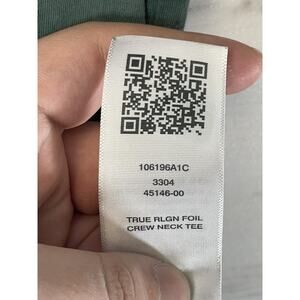 106196A1C
3304
45146-00
TRUE RLGN FOIL
CREW NECK TEE